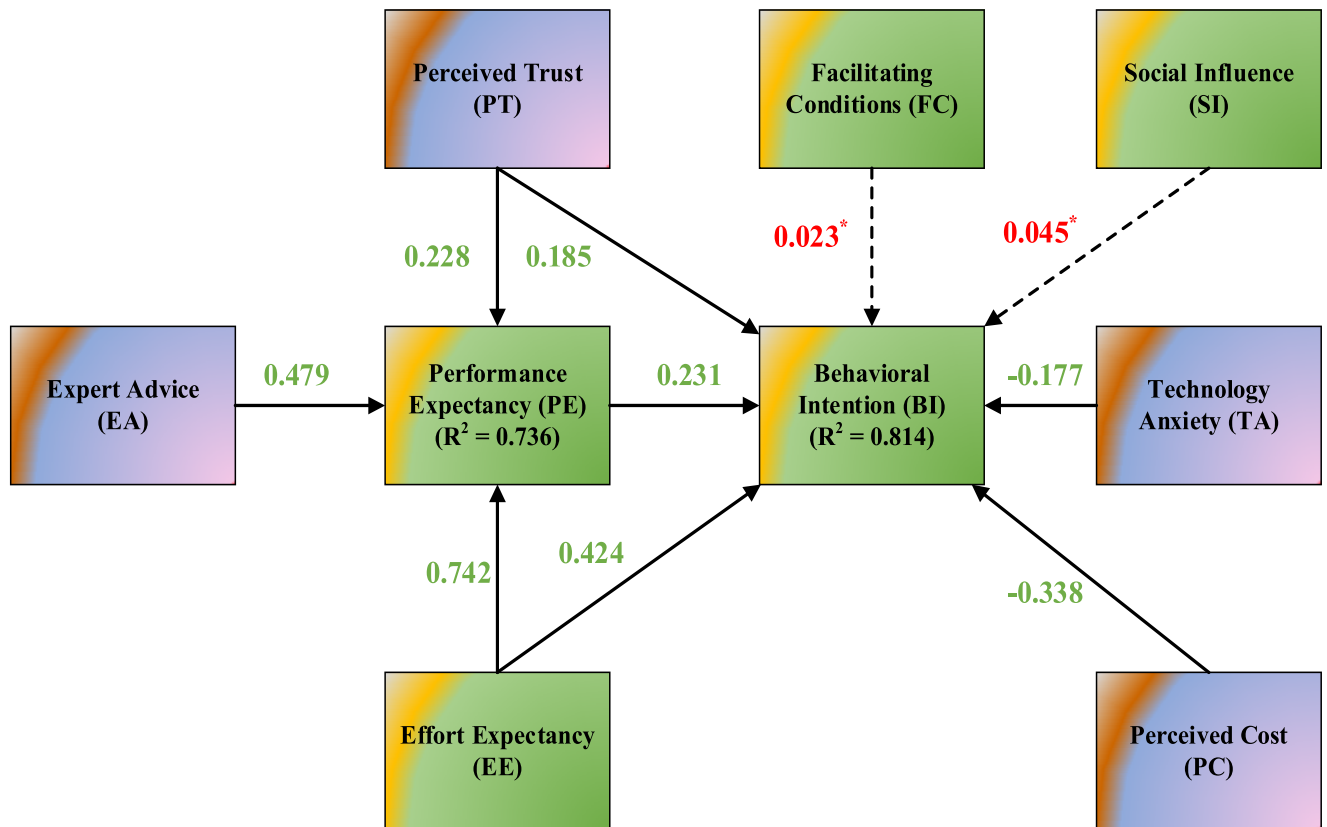 Perceived Trust
(PT)
Facilitating
Conditions (FC)
Social Influence
(SI)
0.228
0.185
0.023*
0.045*
Expert Advice
(EA)
0.479
Performance
Expectancy (PE)
(R² = 0.736)
0.231
Behavioral
Intention (BI)
(R² = 0.814)
-0.177
Technology
Anxiety (TA)
0.742
0.424
-0.338
Effort Expectancy
(EE)
Perceived Cost
(PC)